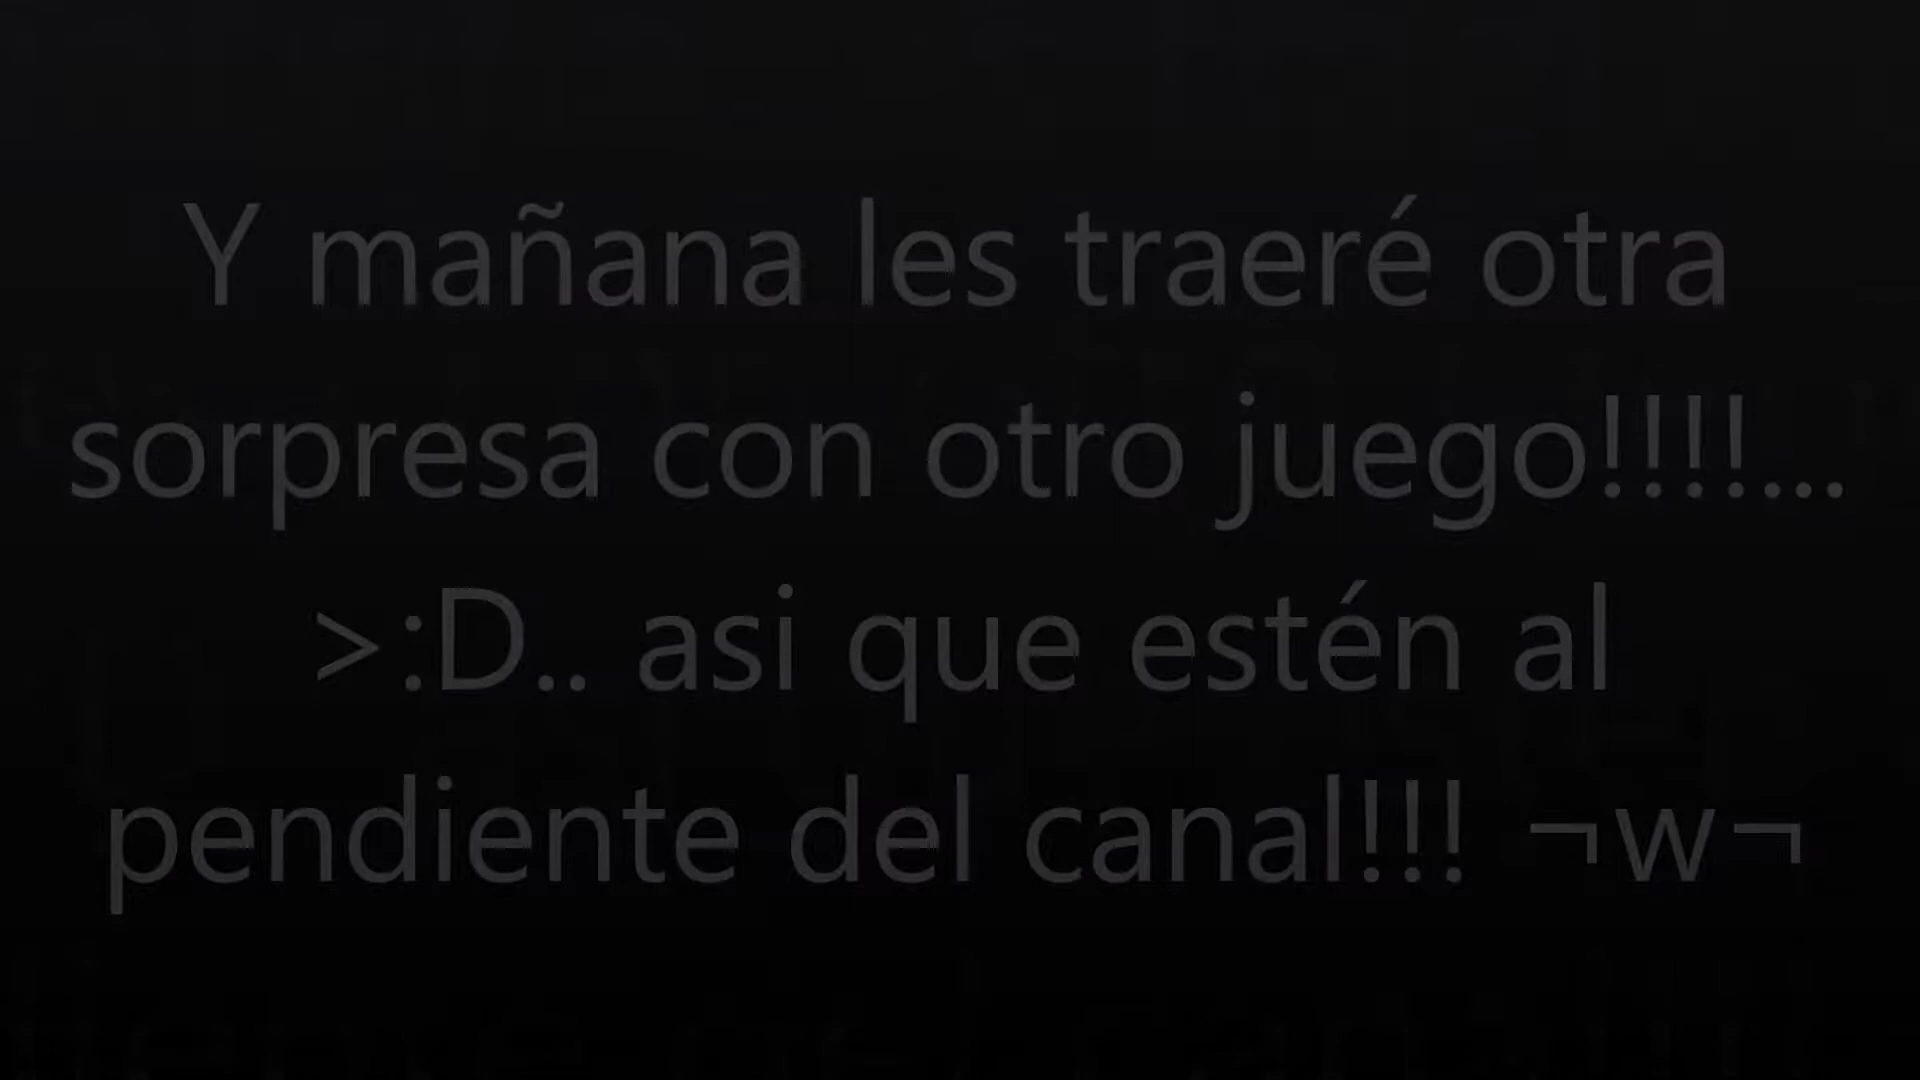 Y mañana les traeré otra
sorpresa con otro juego!!!!...
>:D.. asi que estén al
pendiente del canal!!! ¬w¬